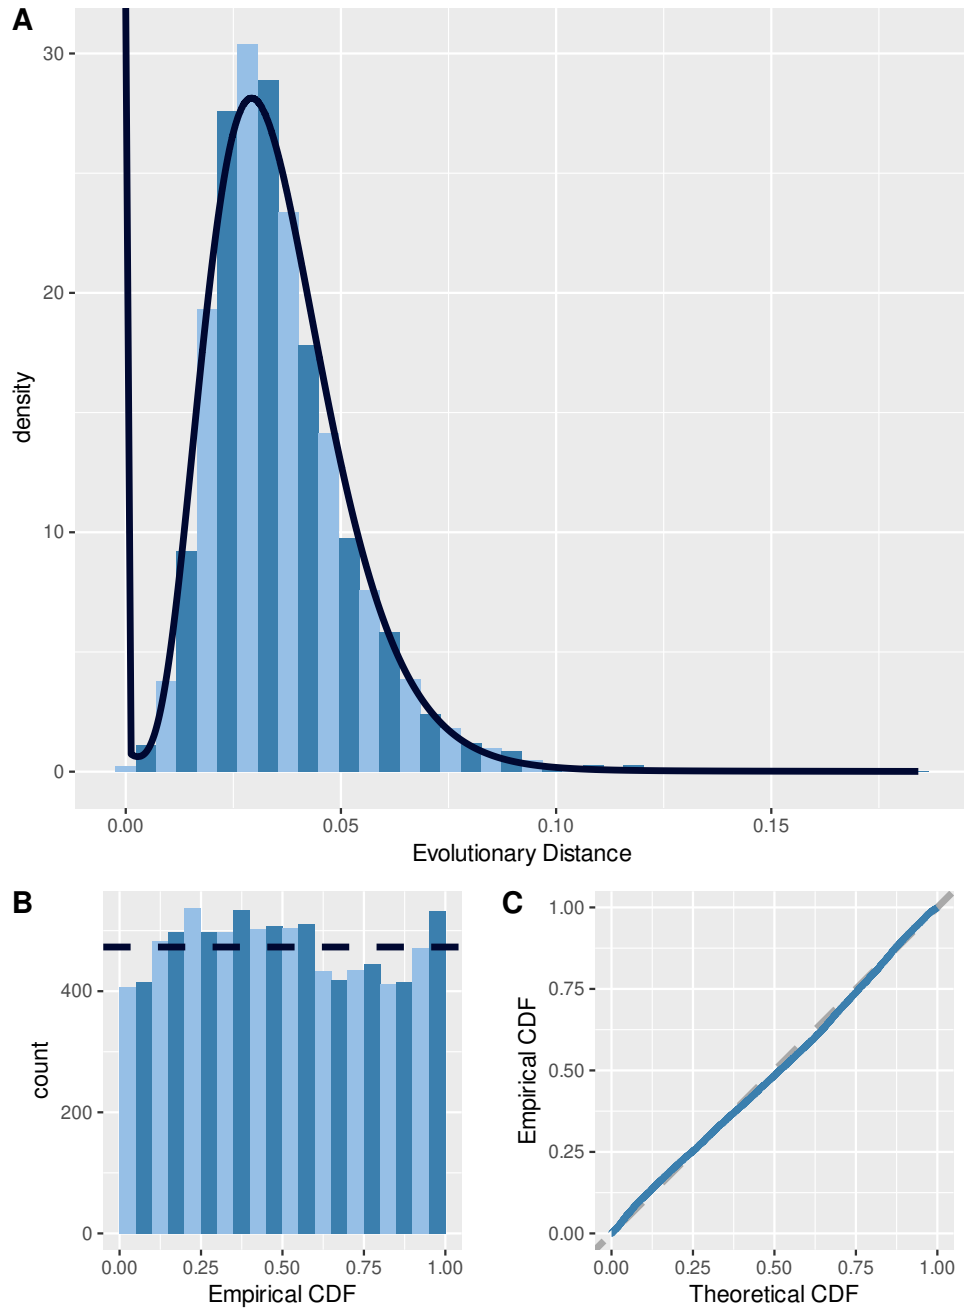 A
30
20
10
0
density
0.00 0.05 0.10 0.15
Evolutionary Distance
B
400
200
0
count
0.00 0.25 0.50 0.75 1.00
Empirical CDF
C
1.00
0.75
0.50
0.25
0.00
Empirical CDF
0.00 0.25 0.50 0.75 1.00
Theoretical CDF